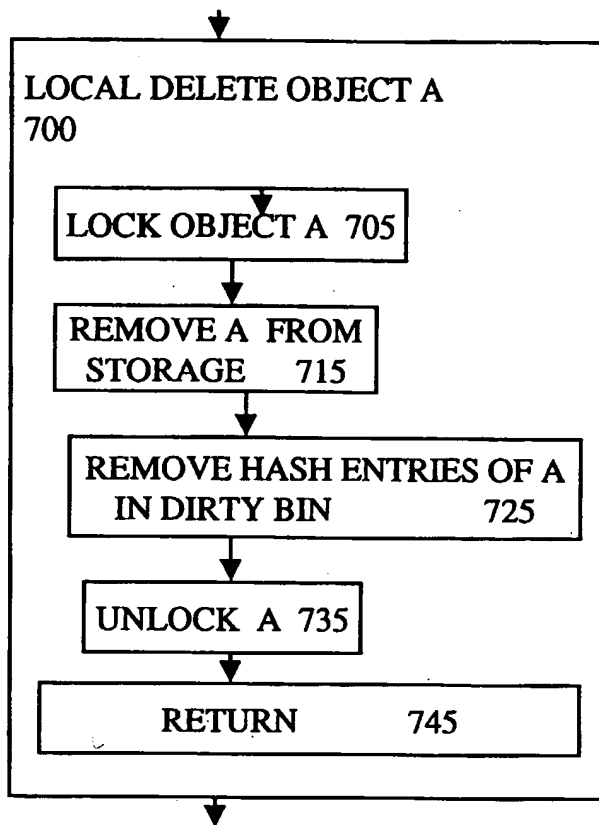 LOCAL DELETE OBJECT A
700
LOCK OBJECT A 705
REMOVE A FROM
STORAGE 715
REMOVE HASH ENTRIES OF A
IN DIRTY BIN 725
UNLOCK A 735
RETURN 745